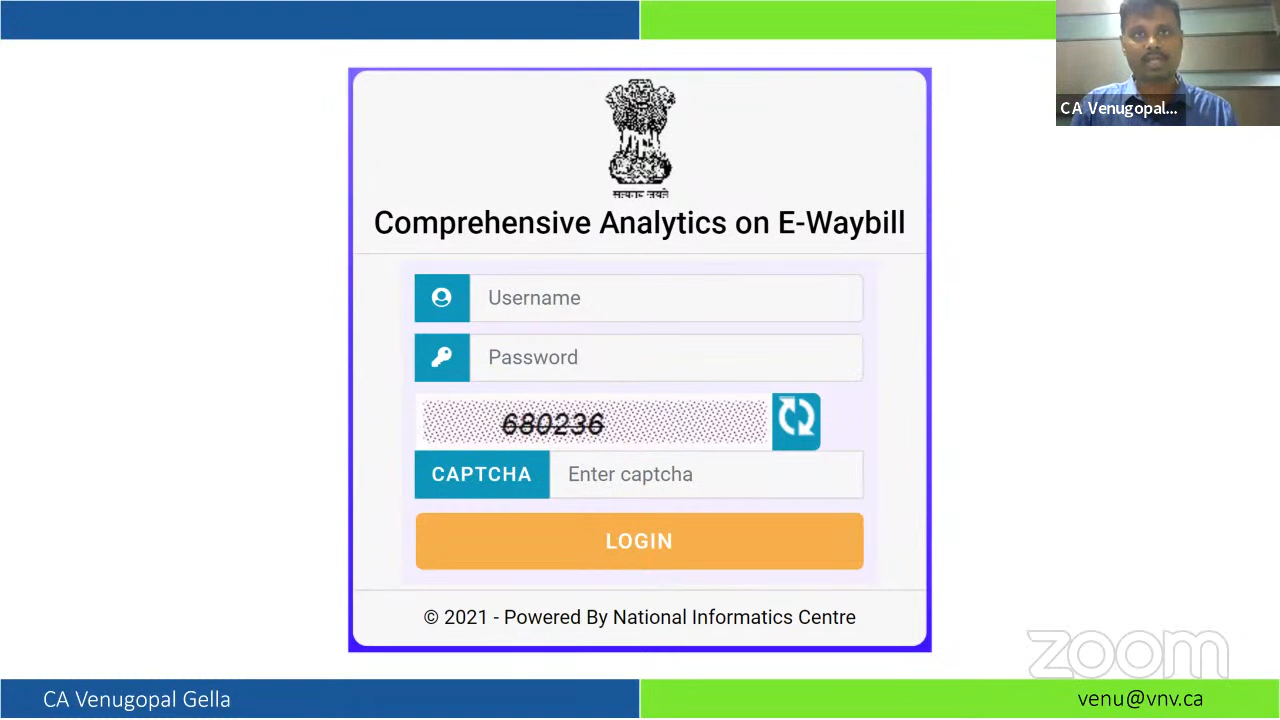 CA Venugopal...
सत्यमेव जयते
Comprehensive Analytics on E-Waybill
Username
Password
680236
CAPTCHA
Enter captcha
LOGIN
© 2021 - Powered By National Informatics Centre
zoom
CA Venugopal Gella
venu@vnv.ca